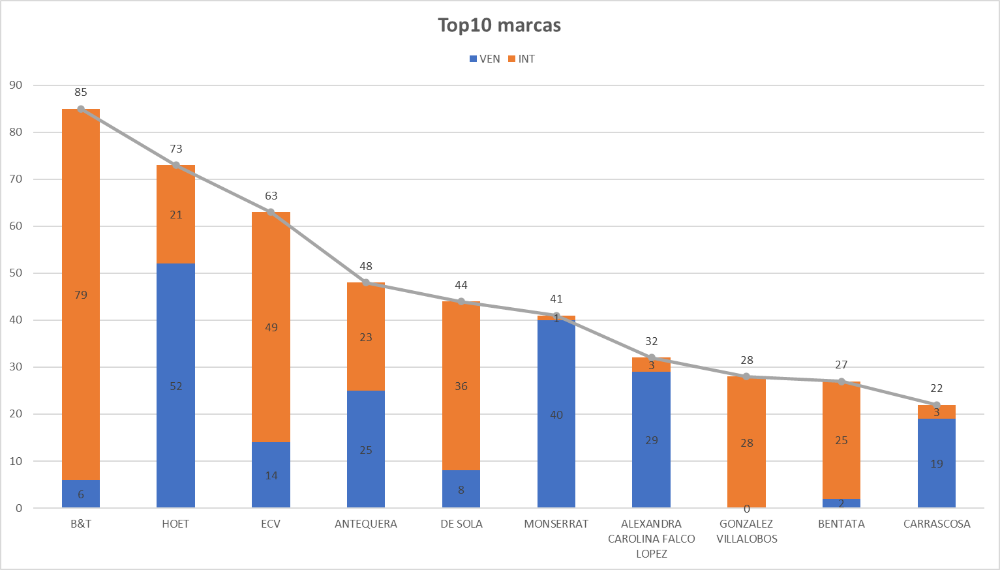 Top10 marcas
VEN INT
90
80
70
60
50
40
30
20
10
0
85
73
63
48
44
41
32
28
27
22
79
21
49
23
36
1
3
28
25
3
6
52
14
25
8
40
29
0
2
19
B&T
HOET
ECV
ANTEQUERA
DE SOLA
MONSERRAT
ALEXANDRA
CAROLINA FALCO
LOPEZ
GONZALEZ
VILLALOBOS
BENTATA
CARRASCOSA